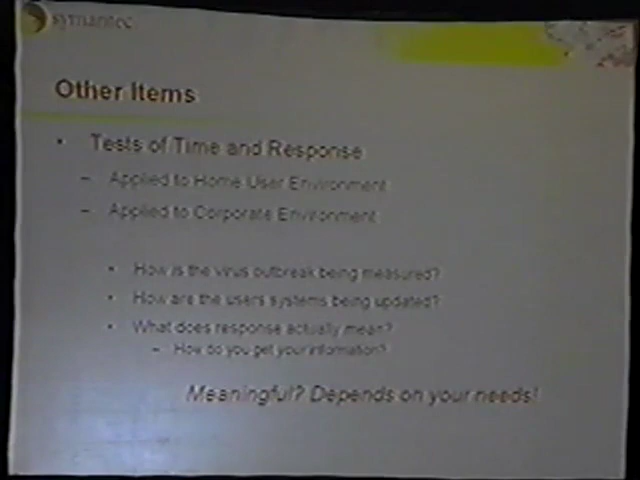 symantec
Other Items
• Tests of Time and Response
– Applied to Home User Environment
– Applied to Corporate Environment
• How is the virus outbreak being measured?
• How are the users systems being updated?
• What does response actually mean?
– How do you get your information?
Meaningful? Depends on your needs!